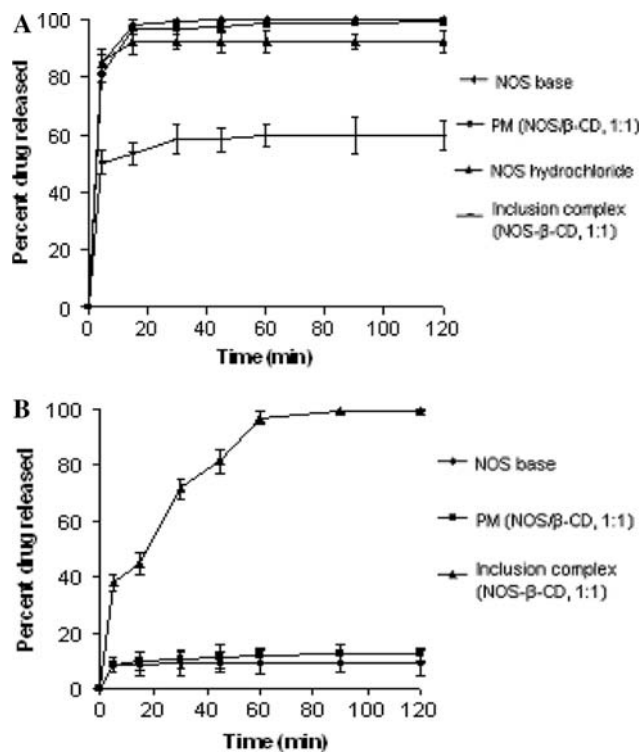 A
100
80
60
40
20
0
Percent drug released
0 20 40 60 80 100 120
Time (min)
NOS base
PM (NOS/β-CD, 1:1)
NOS hydrochloride
Inclusion complex
(NOS-β-CD, 1:1)
B
100
80
60
40
20
0
Percent drug released
0 20 40 60 80 100 120
Time (min)
NOS base
PM (NOS/β-CD, 1:1)
Inclusion complex
(NOS-β-CD, 1:1)